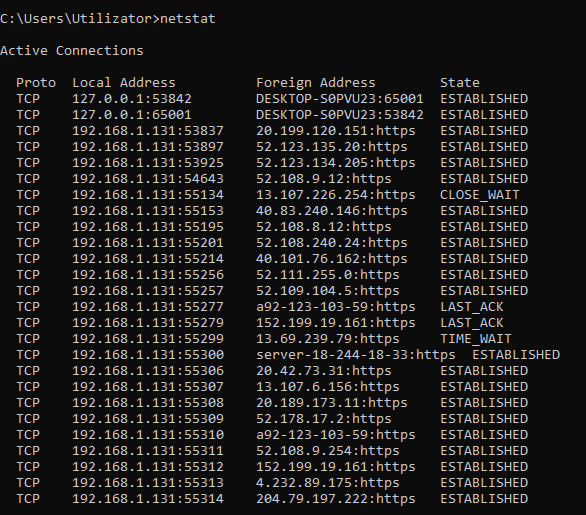 C:\Users\Utilizator>netstat
Active Connections
Proto  Local Address          Foreign Address        State
TCP    127.0.0.1:53842        DESKTOP-S0PVU23:65001  ESTABLISHED
TCP    127.0.0.1:65001        DESKTOP-S0PVU23:53842  ESTABLISHED
TCP    192.168.1.131:53837    20.199.120.151:https   ESTABLISHED
TCP    192.168.1.131:53897    52.123.135.20:https    ESTABLISHED
TCP    192.168.1.131:53925    52.123.134.205:https   ESTABLISHED
TCP    192.168.1.131:54643    52.108.9.12:https      ESTABLISHED
TCP    192.168.1.131:55134    13.107.226.254:https   CLOSE_WAIT
TCP    192.168.1.131:55153    40.83.240.146:https    ESTABLISHED
TCP    192.168.1.131:55195    52.108.8.12:https      ESTABLISHED
TCP    192.168.1.131:55201    52.108.240.24:https    ESTABLISHED
TCP    192.168.1.131:55214    40.101.76.162:https    ESTABLISHED
TCP    192.168.1.131:55256    52.111.255.0:https     ESTABLISHED
TCP    192.168.1.131:55257    52.109.104.5:https     ESTABLISHED
TCP    192.168.1.131:55277    a92-123-103-59:https   LAST_ACK
TCP    192.168.1.131:55279    152.199.19.161:https   LAST_ACK
TCP    192.168.1.131:55299    13.69.239.79:https     TIME_WAIT
TCP    192.168.1.131:55300    server-18-244-18-33:https  ESTABLISHED
TCP    192.168.1.131:55306    20.42.73.31:https      ESTABLISHED
TCP    192.168.1.131:55307    13.107.6.156:https     ESTABLISHED
TCP    192.168.1.131:55308    20.189.173.11:https    ESTABLISHED
TCP    192.168.1.131:55309    52.178.17.2:https      ESTABLISHED
TCP    192.168.1.131:55310    a92-123-103-59:https   ESTABLISHED
TCP    192.168.1.131:55311    52.108.9.254:https     ESTABLISHED
TCP    192.168.1.131:55312    152.199.19.161:https   ESTABLISHED
TCP    192.168.1.131:55313    4.232.89.175:https     ESTABLISHED
TCP    192.168.1.131:55314    204.79.197.222:https   ESTABLISHED